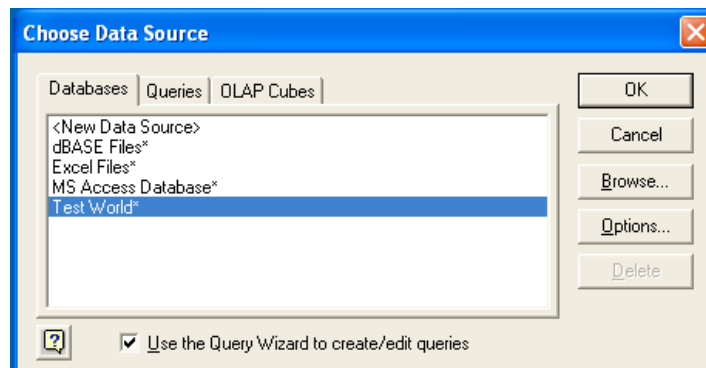 Choose Data Source
Databases Queries OLAP Cubes
<New Data Source>
dBASE Files*
Excel Files*
MS Access Database*
Test World*
OK
Cancel
Browse...
Options...
Delete
Use the Query Wizard to create/edit queries